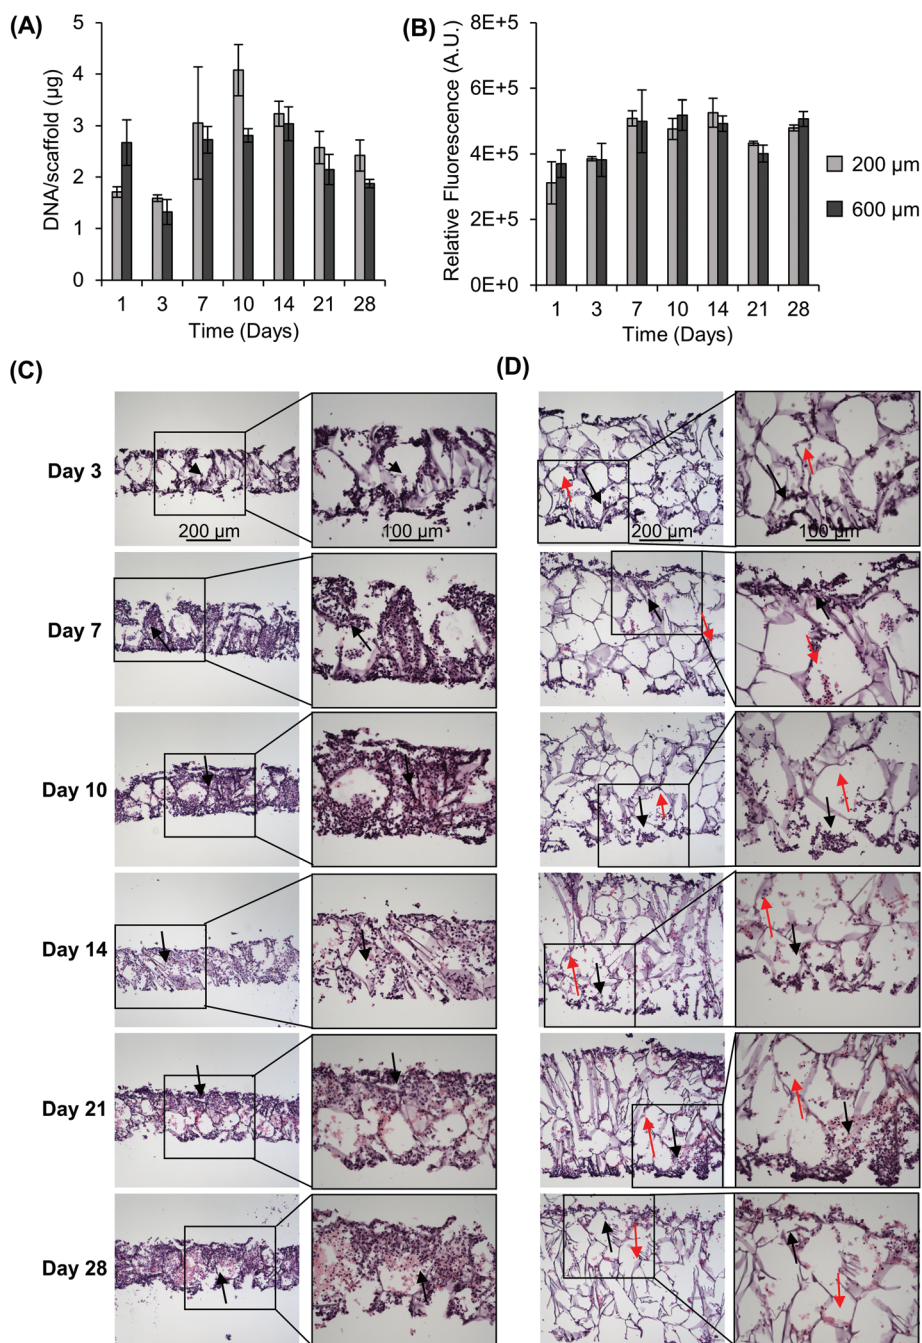 (A)
DNA/scaffold (µg)
5
4
3
2
1
0
1 3 7 10 14 21 28
Time (Days)
(B)
Relative Fluorescence (A.U.)
8E+5
6E+5
4E+5
2E+5
0E+0
1 3 7 10 14 21 28
Time (Days)
200 µm
600 µm
(C)
(D)
Day 3
200 µm
100 µm
200 µm
100 µm
Day 7
Day 10
Day 14
Day 21
Day 28